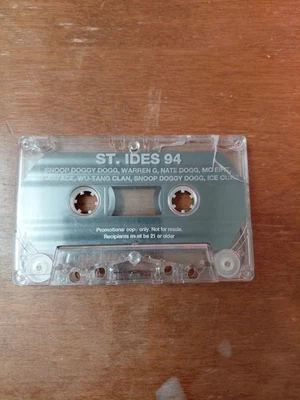 ST. IDES 94
SNOOP DOGGY DOGG, WARREN G, NATE DOGG, MC EIHT,
WU-TANG CLAN, SNOOP DOGGY DOGG, ICE CUBE
Promotional copy only. Not for resale.
Recipients must be 21 or older